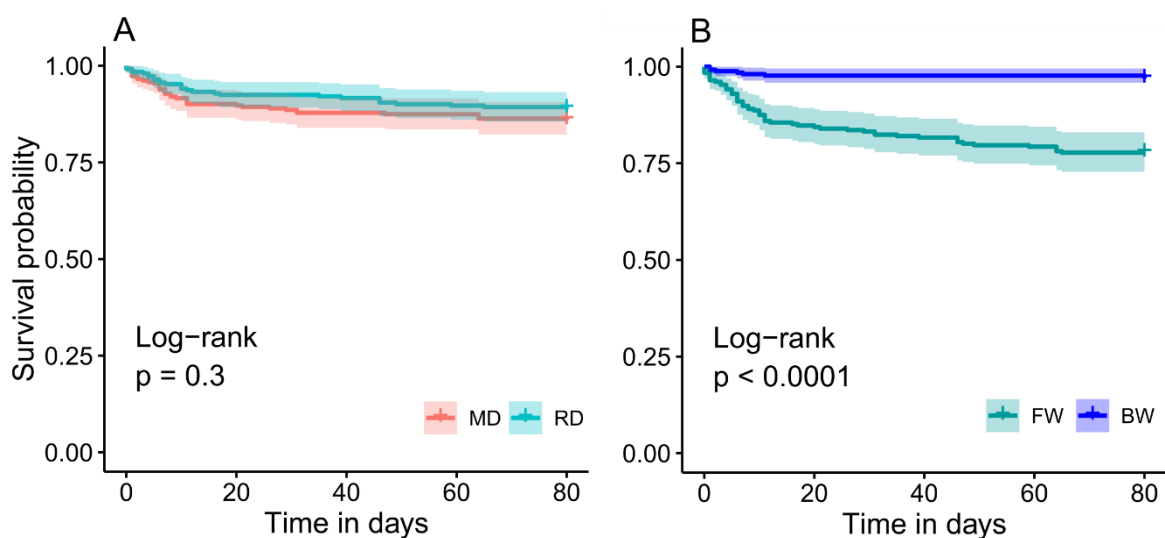 A
Survival probability
1.00
0.75
0.50
0.25
0.00
Log−rank
p = 0.3
MD RD
0 20 40 60 80
Time in days
B
1.00
0.75
0.50
0.25
0.00
Log−rank
p < 0.0001
FW BW
0 20 40 60 80
Time in days